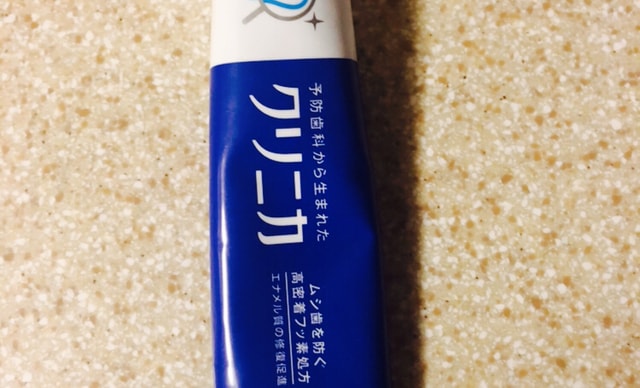 予防歯科から生まれた
クリニカ
ムシ歯を防ぐ
高密着フッ素処方
エナメル質の修復促進